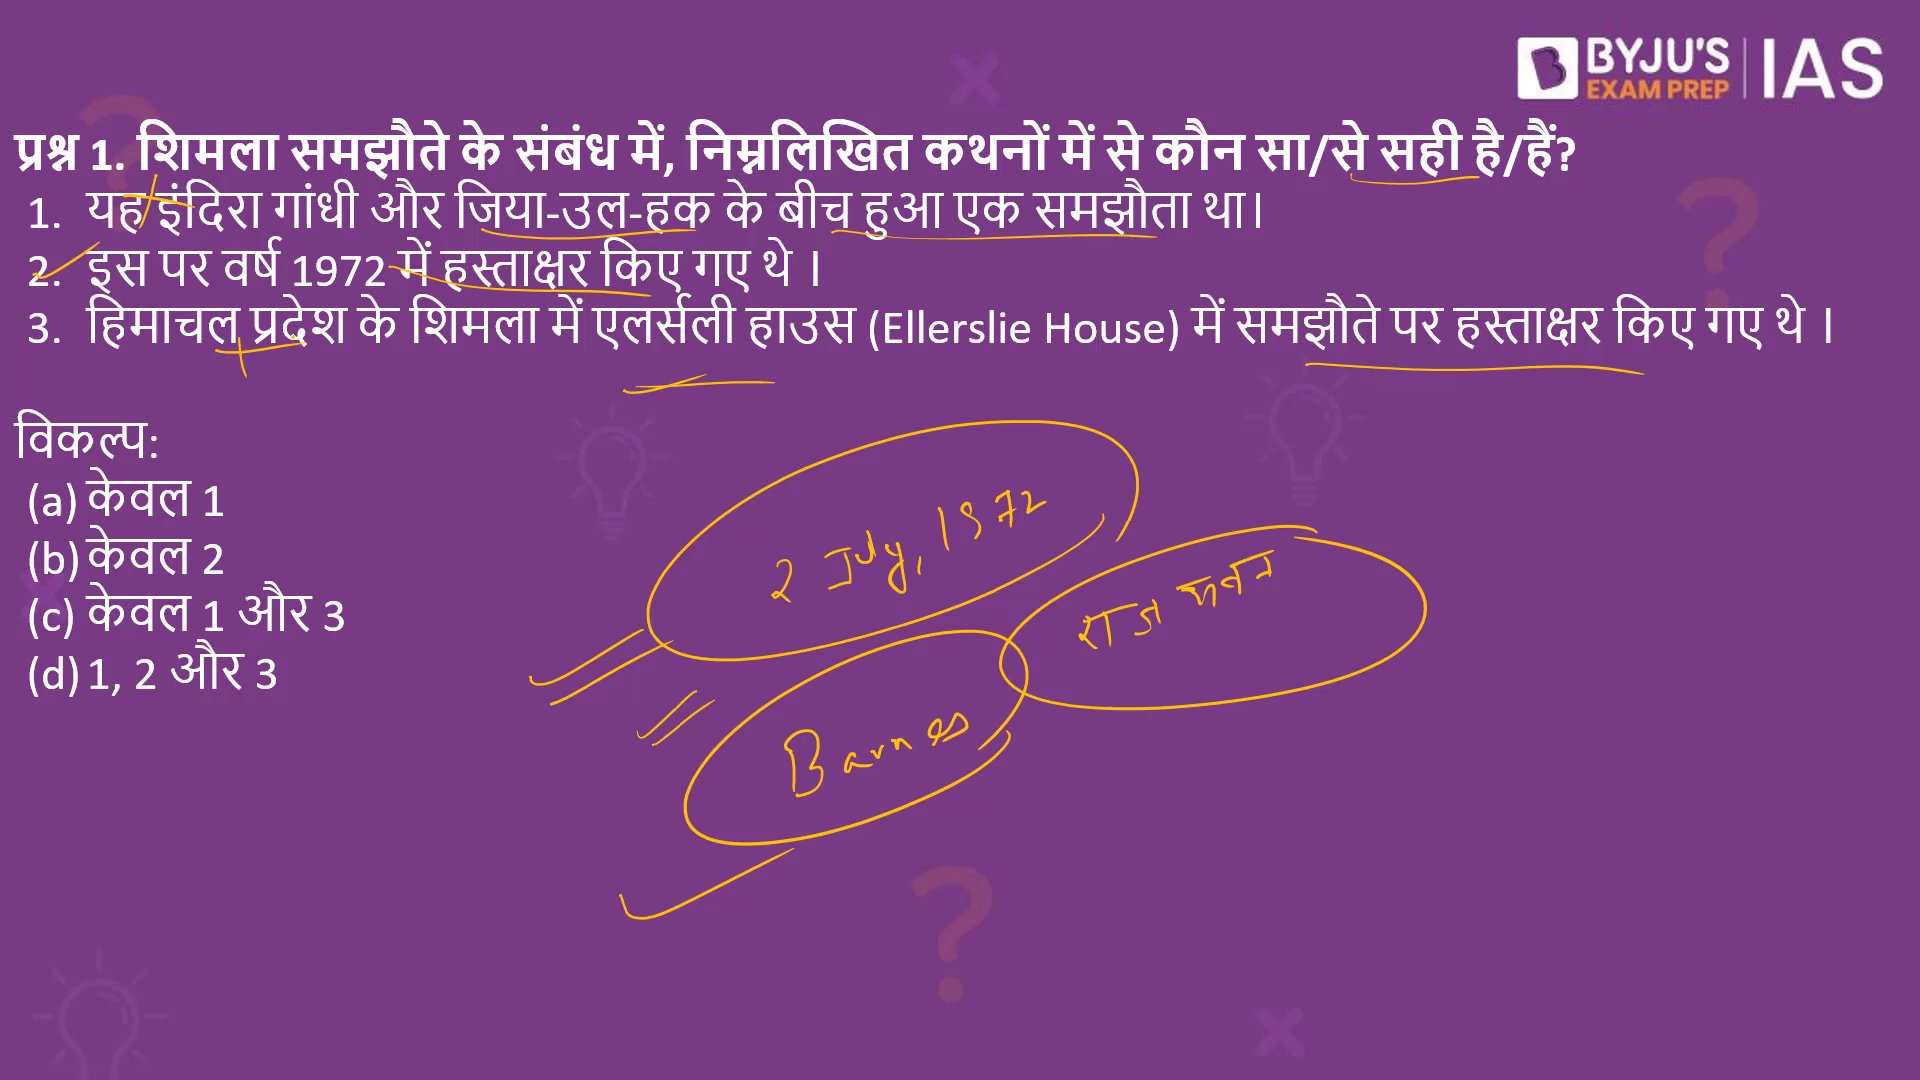 BYJU'S
EXAM PREP
IAS
प्रश्न 1. शिमला समझौते के संबंध में, निम्नलिखित कथनों में से कौन सा/से सही है/हैं?
1. यह इंदिरा गांधी और जिया-उल-हक के बीच हुआ एक समझौता था।
2. इस पर वर्ष 1972 में हस्ताक्षर किए गए थे ।
3. हिमाचल प्रदेश के शिमला में एलर्सली हाउस (Ellerslie House) में समझौते पर हस्ताक्षर किए गए थे ।
विकल्प:
(a) केवल 1
(b) केवल 2
(c) केवल 1 और 3
(d) 1, 2 और 3
2 July, 1972
राज भवन
Barnes